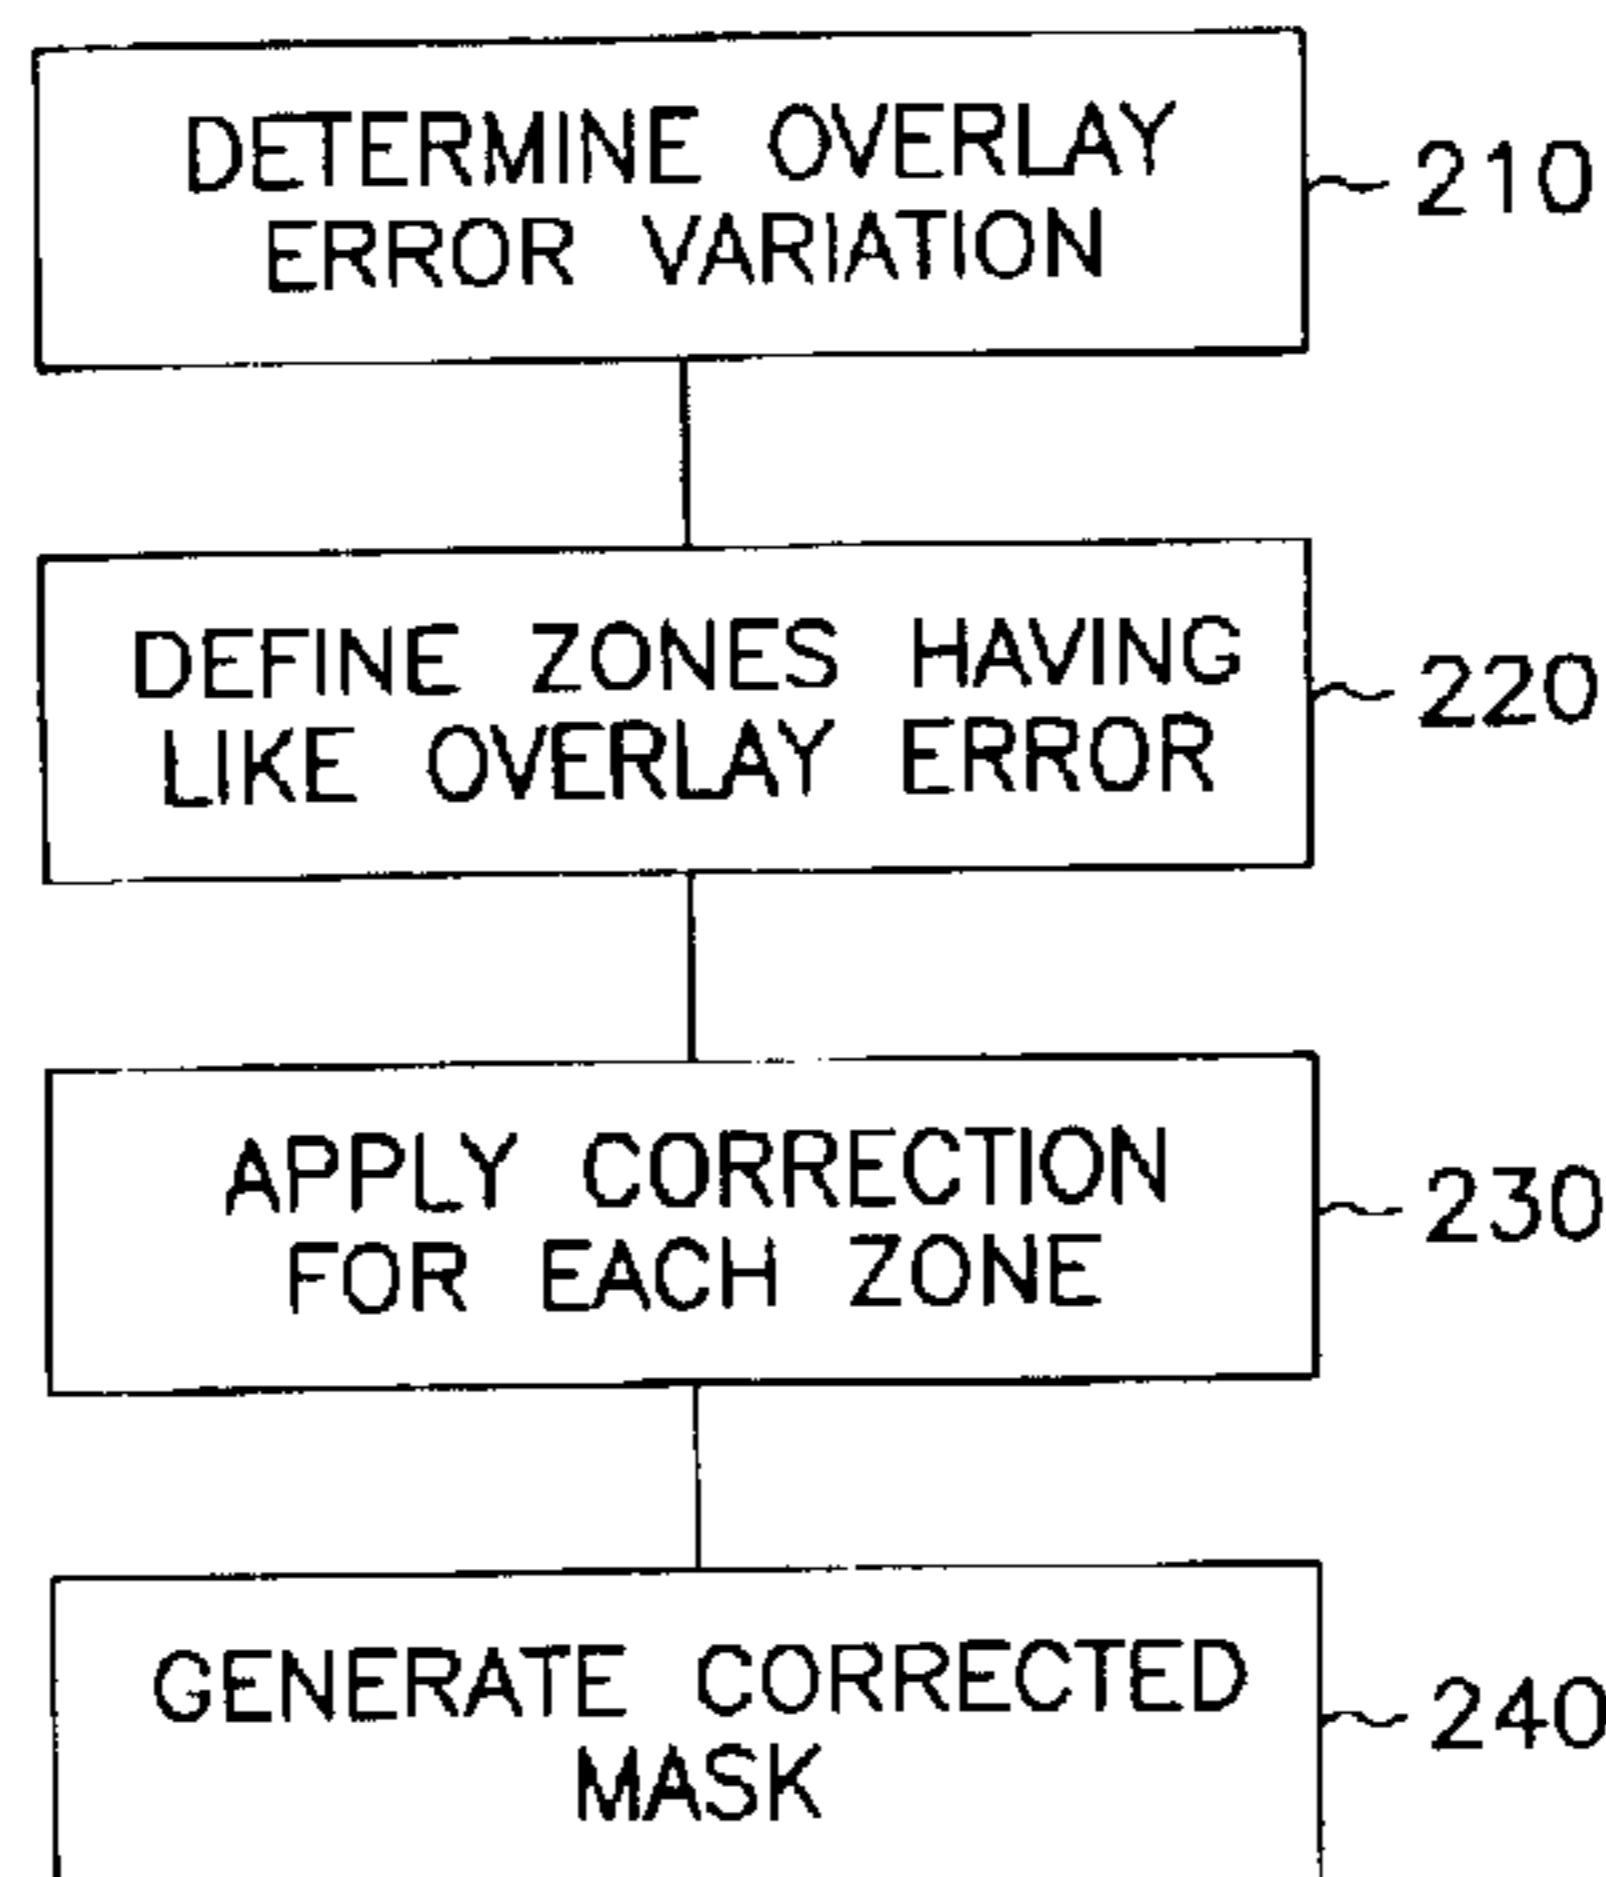 DETERMINE OVERLAY
ERROR VARIATION
210
DEFINE ZONES HAVING
LIKE OVERLAY ERROR
220
APPLY CORRECTION
FOR EACH ZONE
230
GENERATE CORRECTED
MASK
240